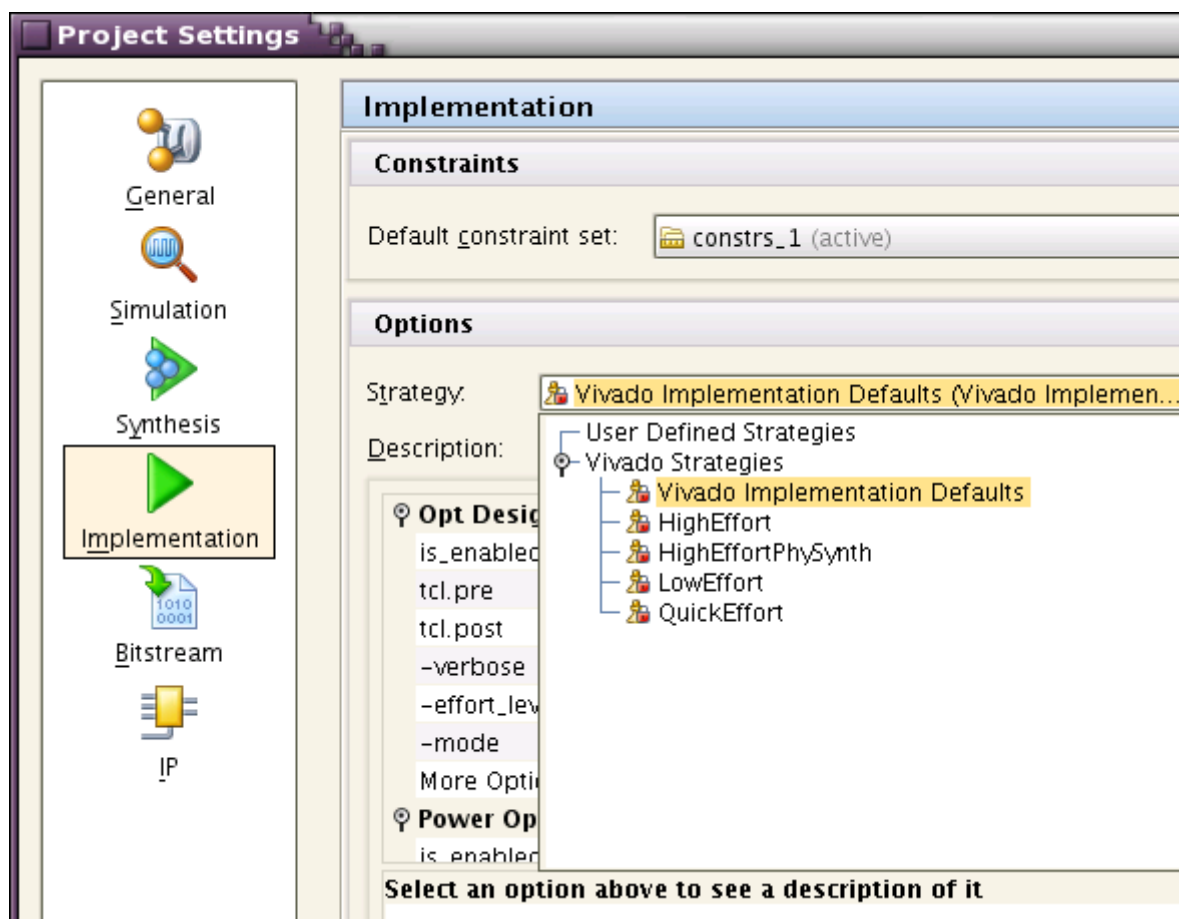 Project Settings
General
Simulation
Synthesis
Implementation
Bitstream
IP
Implementation
Constraints
Default constraint set: constrs_1 (active)
Options
Strategy: Vivado Implementation Defaults (Vivado Implemen...
Description:
User Defined Strategies
Vivado Strategies
Vivado Implementation Defaults
HighEffort
HighEffortPhySynth
LowEffort
QuickEffort
Opt Desig
is_enabled
tcl.pre
tcl.post
-verbose
-effort_lev
-mode
More Optio
Power Op
is_enabled
Select an option above to see a description of it
1010
0001